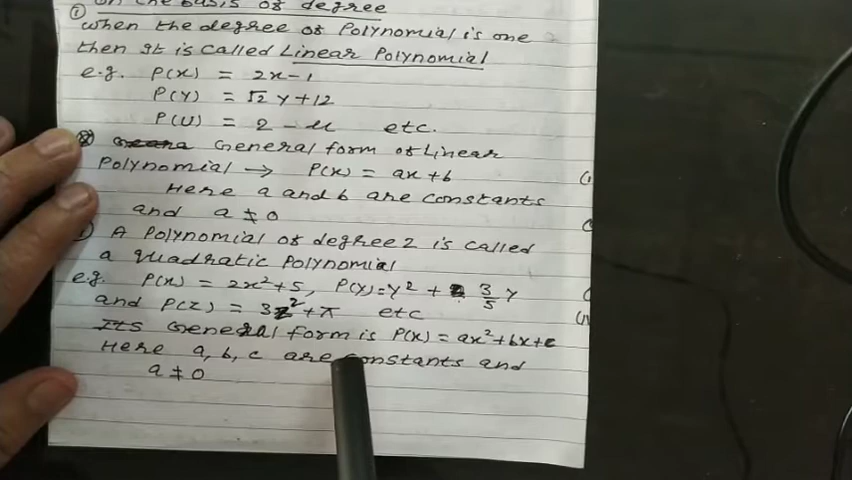 on the basis of degree
① when the degree of Polynomial is one
then it is called Linear Polynomial
e.g. P(x) = 2x-1
P(Y) = √2 Y+12
P(U) = 2 - u etc.
General form of Linear
Polynomial → P(x) = ax+b
Here a and b are constants
and a ≠ 0
A Polynomial of degree 2 is called
a quadratic Polynomial
e.g. P(x) = 2x²+5, P(Y)=Y² + 3/5 Y
and P(Z) = 3z²+π etc
Its General form is P(x) = ax²+bx+c
Here a, b, c are constants and
a ≠ 0